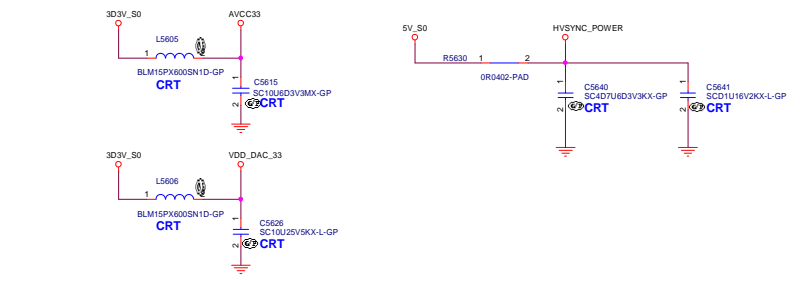 3D3V_S0
AVCC33
L5605
1
BLM15PX600SN1D-GP
CRT
1
C5615
SC10U6D3V3MX-GP
2
CRT
5V_S0
HVSYNC_POWER
R5630
1
2
0R0402-PAD
1
C5640
SC4D7U6D3V3KX-GP
2
CRT
1
C5641
SCD1U16V2KX-L-GP
2
CRT
3D3V_S0
VDD_DAC_33
L5606
1
BLM15PX600SN1D-GP
CRT
1
C5626
SC10U25V5KX-L-GP
2
CRT